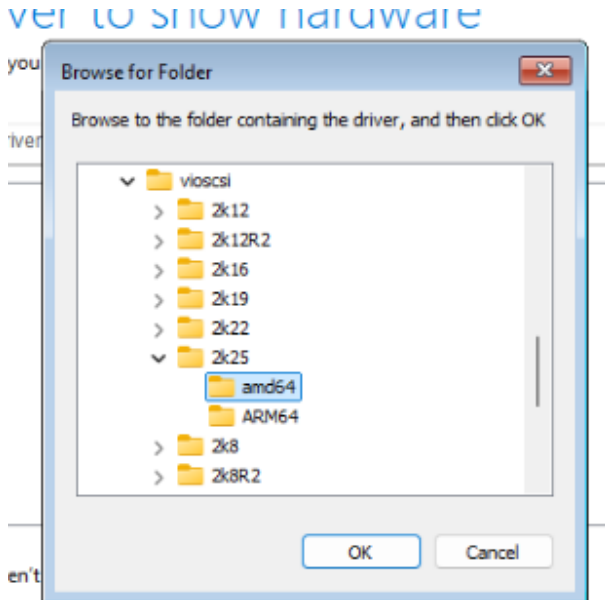 ver to show hardware
you
Browse for Folder
Browse to the folder containing the driver, and then click OK
river
vioscsi
2k12
2k12R2
2k16
2k19
2k22
2k25
amd64
ARM64
2k8
2k8R2
OK Cancel
en't